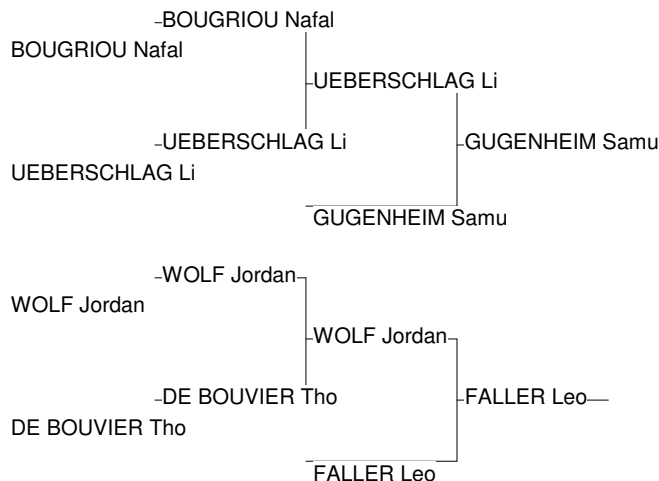 BOUGRIOU Nafal
BOUGRIOU Nafal
UEBERSCHLAG Li
UEBERSCHLAG Li
GUGENHEIM Samu
UEBERSCHLAG Li
GUGENHEIM Samu
WOLF Jordan
WOLF Jordan
WOLF Jordan
DE BOUVIER Tho
FALLER Leo
DE BOUVIER Tho
FALLER Leo